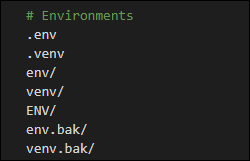 # Environments
.env
.venv
env/
venv/
ENV/
env.bak/
venv.bak/